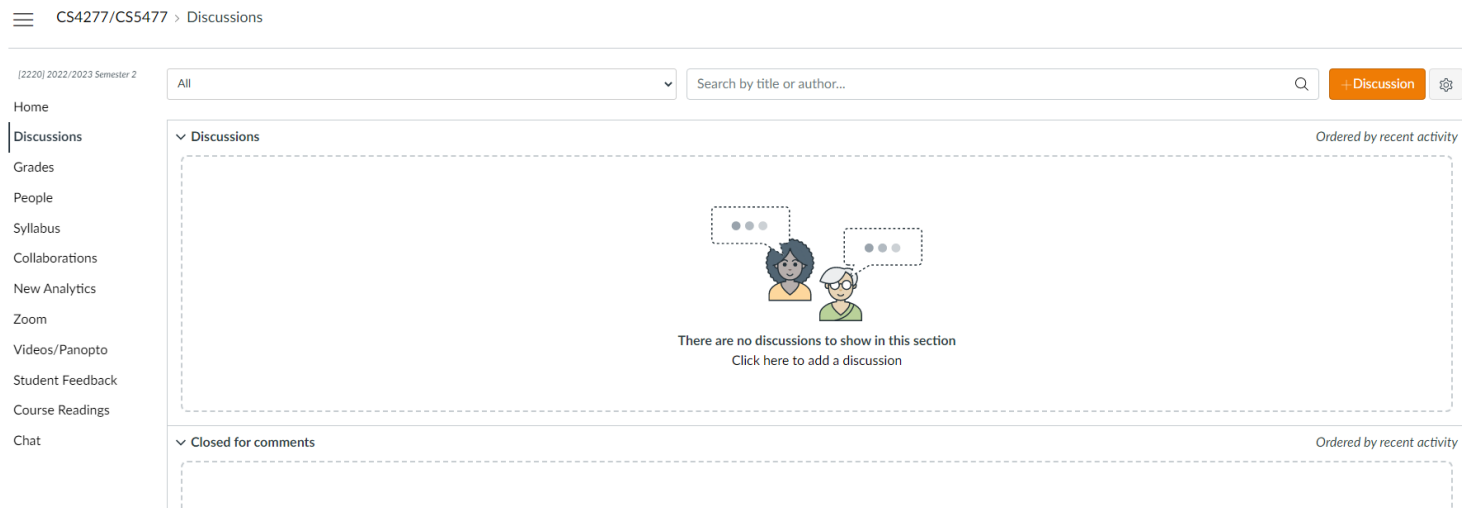 CS4277/CS5477 > Discussions
[2220] 2022/2023 Semester 2
Home
Discussions
Grades
People
Syllabus
Collaborations
New Analytics
Zoom
Videos/Panopto
Student Feedback
Course Readings
Chat
All
Search by title or author...
+Discussion
Discussions
Ordered by recent activity
There are no discussions to show in this section
Click here to add a discussion
Closed for comments
Ordered by recent activity